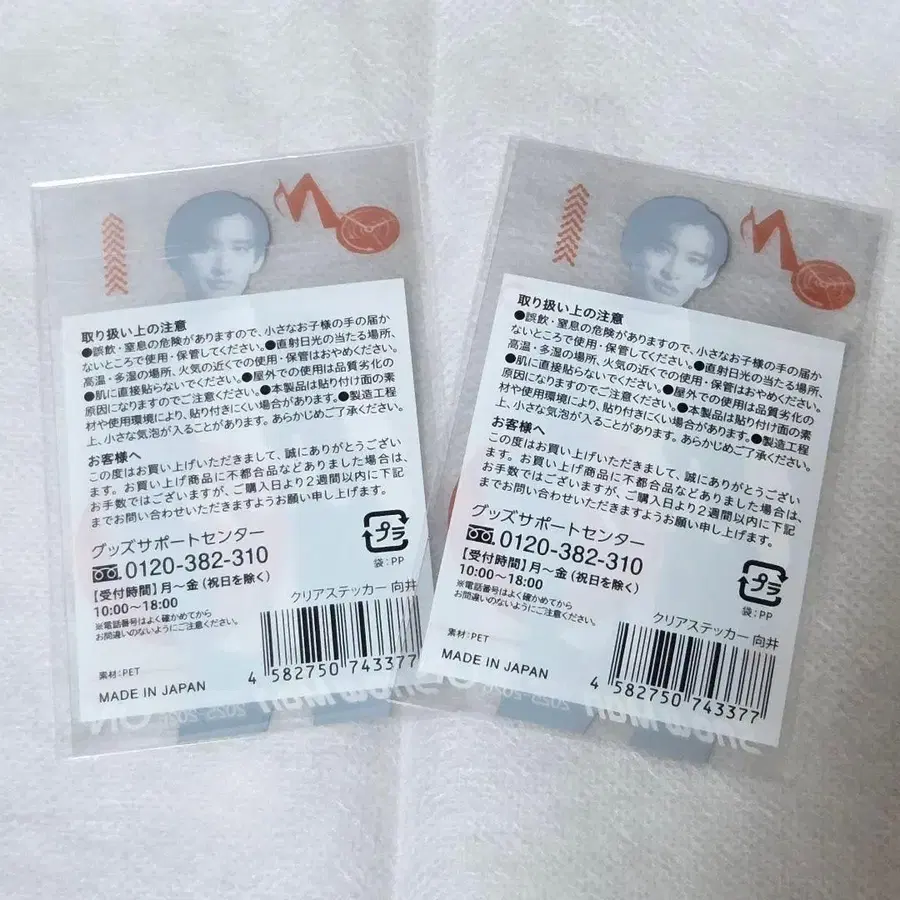 取り扱い上の注意
●誤飲・窒息の危険がありますので、小さなお子様の手の届か
ないところで使用・保管してください。●直射日光の当たる場所、
高温・多湿の場所、火気の近くでの使用・保管はおやめください。
●肌に直接貼らないでください。●屋外での使用は品質劣化の
原因になりますのでご注意ください。●本製品は貼り付け面の素
材や使用環境により、貼り付きにくい場合があります。●製造工程
上、小さな気泡が入ることがあります。あらかじめご了承ください。
お客様へ
この度はお買い上げいただきまして、誠にありがとうござい
ます。お買い上げ商品に不都合品などありました場合は、
お手数ではございますが、ご購入日より2週間以内に下記
までお問い合わせいただきますようお願い申し上げます。
グッズサポートセンター
0120-382-310
【受付時間】月〜金(祝日を除く)
10:00〜18:00
※電話番号はよく確かめてから
お間違いのないようにご注意ください。
プラ
袋:PP
クリアステッカー 向井
素材:PET
MADE IN JAPAN
4 582750 743377
取り扱い上の注意
●誤飲・窒息の危険がありますので、小さなお子様の手の届か
ないところで使用・保管してください。●直射日光の当たる場所、
高温・多湿の場所、火気の近くでの使用・保管はおやめください。
●肌に直接貼らないでください。●屋外での使用は品質劣化の
原因になりますのでご注意ください。●本製品は貼り付け面の素
材や使用環境により、貼り付きにくい場合があります。●製造工程
上、小さな気泡が入ることがあります。あらかじめご了承ください。
お客様へ
この度はお買い上げいただきまして、誠にありがとうござい
ます。お買い上げ商品に不都合品などありました場合は、
お手数ではございますが、ご購入日より2週間以内に下記
までお問い合わせいただきますようお願い申し上げます。
グッズサポートセンター
0120-382-310
【受付時間】月〜金(祝日を除く)
10:00〜18:00
※電話番号はよく確かめてから
お間違いのないようにご注意ください。
プラ
袋:PP
クリアステッカー 向井
素材:PET
MADE IN JAPAN
4 582750 743377